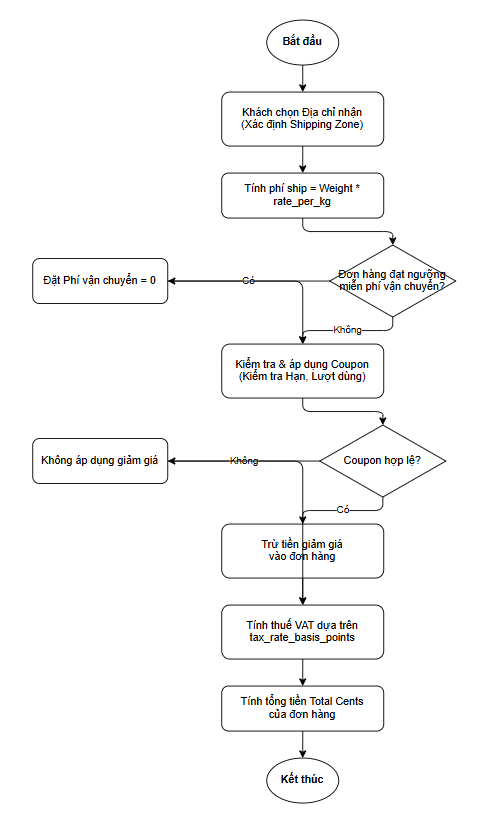 Bắt đầu
Khách chọn Địa chỉ nhận
(Xác định Shipping Zone)
Tính phí ship = Weight *
rate_per_kg
Đơn hàng đạt ngưỡng
miễn phí vận chuyển?
Có
Đặt Phí vận chuyển = 0
Không
Kiểm tra & áp dụng Coupon
(Kiểm tra Hạn, Lượt dùng)
Coupon hợp lệ?
Không
Không áp dụng giảm giá
Có
Trừ tiền giảm giá
vào đơn hàng
Tính thuế VAT dựa trên
tax_rate_basis_points
Tính tổng tiền Total Cents
của đơn hàng
Kết thúc